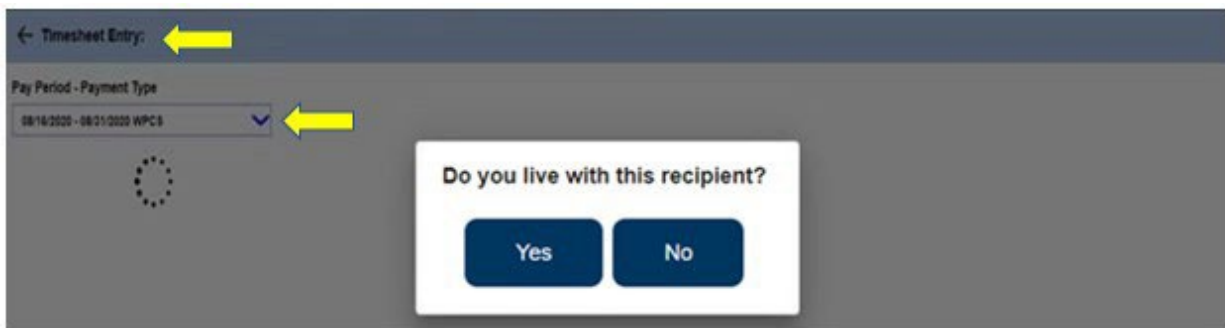 ← Timesheet Entry:
Pay Period - Payment Type
08/16/2020 - 08/31/2020 WPCS
Do you live with this recipient?
Yes No